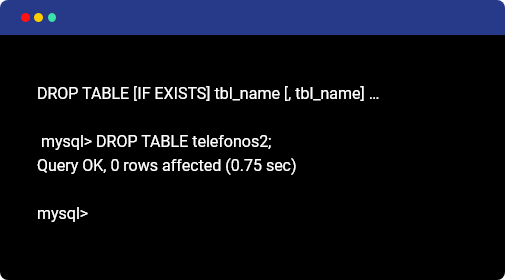 DROP TABLE [IF EXISTS] tbl_name [, tbl_name] ...
mysql> DROP TABLE telefonos2;
Query OK, 0 rows affected (0.75 sec)
mysql>